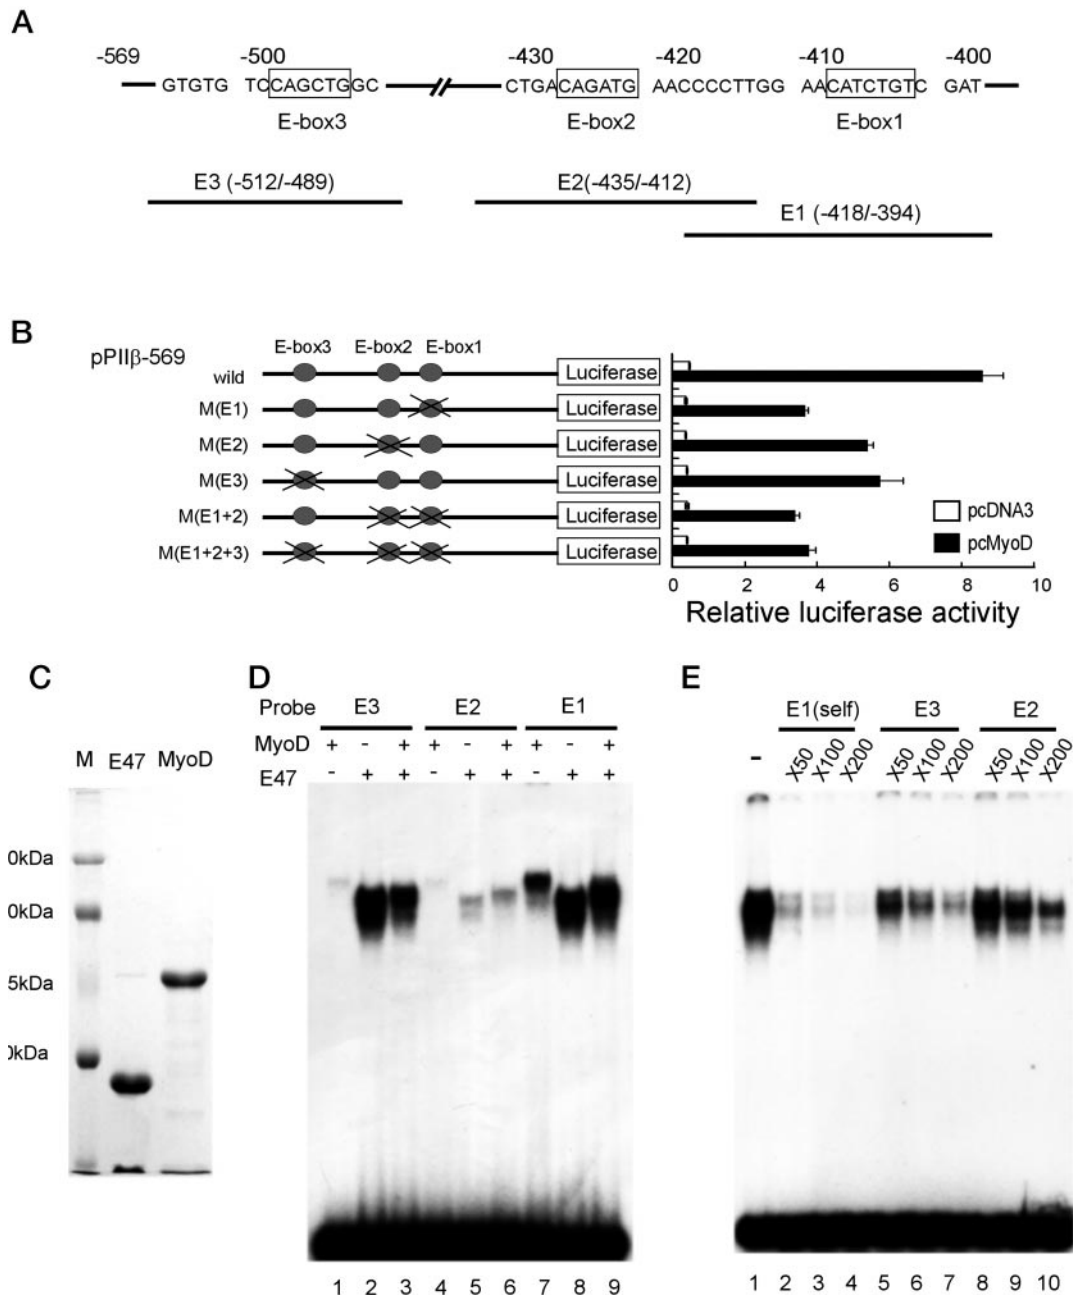 A
-569 -500 -430 -420 -410 -400
GTGTG TCCAGCTGGC CTGACAGATG AACCCCTTGG AACATCTGTC GAT
E-box3 E-box2 E-box1
E3 (-512/-489) E2(-435/-412)
E1 (-418/-394)
B
pPIIβ-569 E-box3 E-box2 E-box1
wild Luciferase
M(E1) Luciferase
M(E2) Luciferase
M(E3) Luciferase
M(E1+2) Luciferase
M(E1+2+3) Luciferase
pcDNA3
pcMyoD
0 2 4 6 8 10
Relative luciferase activity
C
M E47 MyoD
0kDa
0kDa
5kDa
0kDa
D
Probe E3 E2 E1
MyoD + - + + - + + - +
E47 - + + - + + - + +
1 2 3 4 5 6 7 8 9
E
E1(self) E3 E2
- X50 X100 X200 X50 X100 X200 X50 X100 X200
1 2 3 4 5 6 7 8 9 10